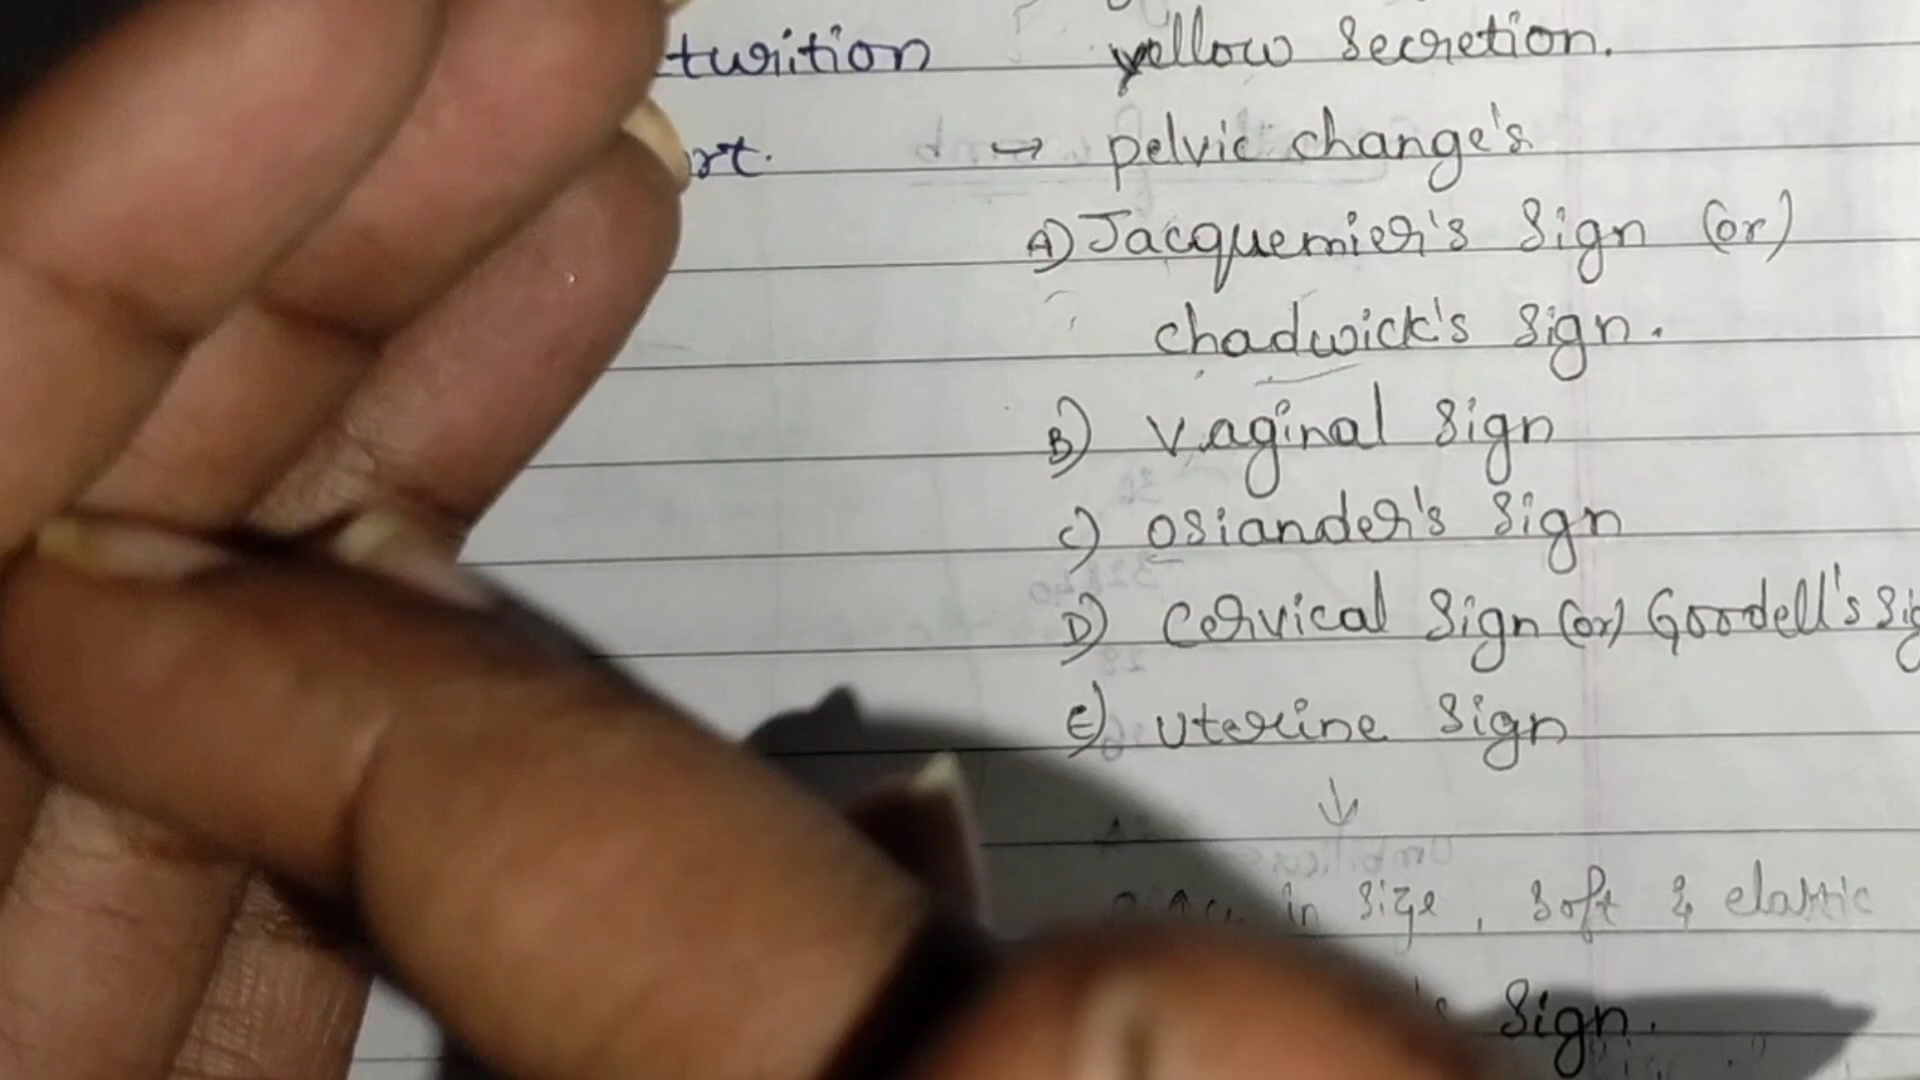 turition yellow secretion.
rt. → pelvic change's
A) Jacquemier's sign (or)
chadwick's sign.
B) vaginal sign
C) osiander's sign
D) cervical sign (or) Goodell's sig
E) uterine sign
↓
in size, soft & elastic
sign.